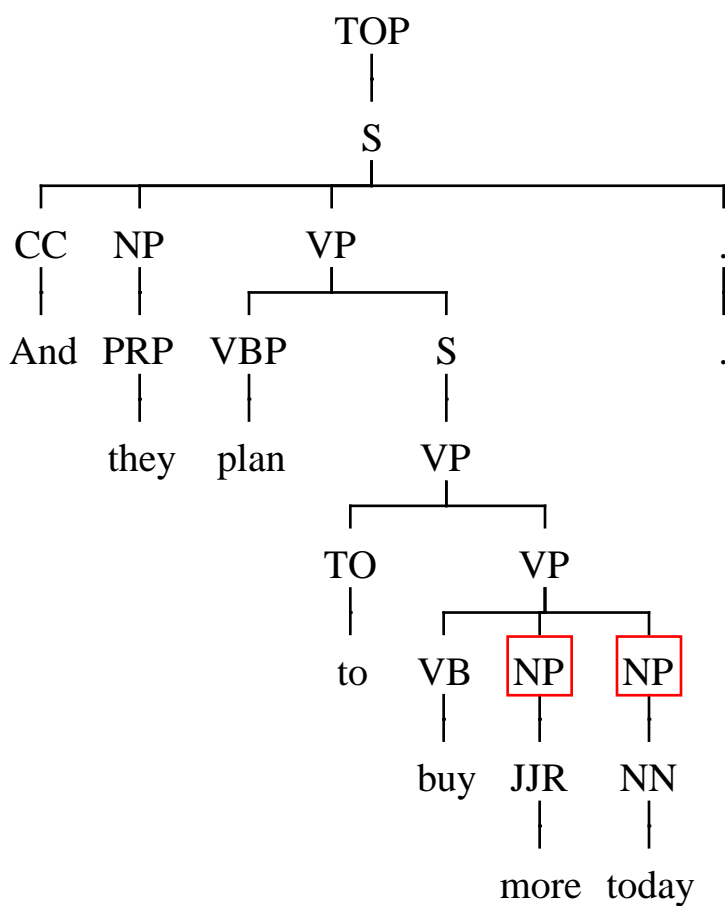 TOP
S
CC NP VP .
And PRP VBP S .
they plan VP
TO VP
to VB NP NP
buy JJR NN
more today